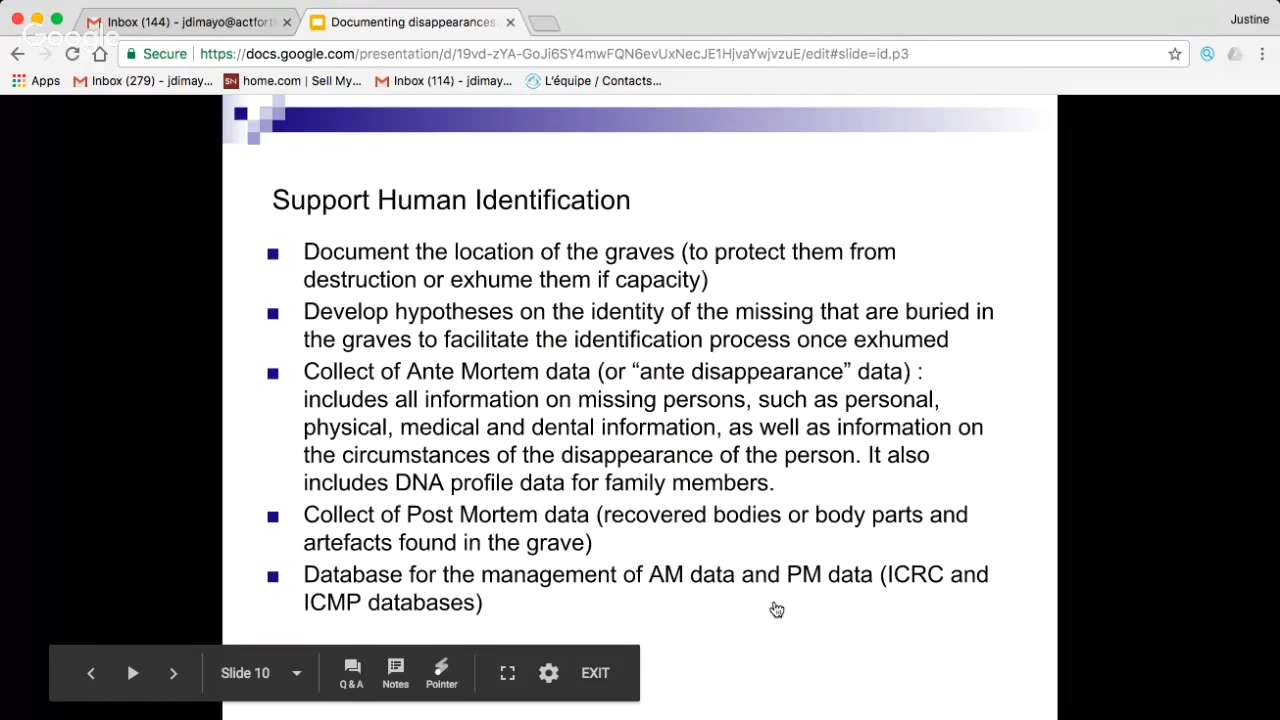 Inbox (144) - jdimayo@actforth
Documenting disappearances.
Justine
Google
Secure
https://docs.google.com/presentation/d/19vd-zYA-GoJi6SY4mwFQN6evUxNecJE1HjvaYwjvzuE/edit#slide=id.p3
Apps
Inbox (279) - jdimay...
SN
home.com | Sell My...
Inbox (114) - jdimay...
L'équipe / Contacts...
Support Human Identification
Document the location of the graves (to protect them from
destruction or exhume them if capacity)
Develop hypotheses on the identity of the missing that are buried in
the graves to facilitate the identification process once exhumed
Collect of Ante Mortem data (or “ante disappearance” data) :
includes all information on missing persons, such as personal,
physical, medical and dental information, as well as information on
the circumstances of the disappearance of the person. It also
includes DNA profile data for family members.
Collect of Post Mortem data (recovered bodies or body parts and
artefacts found in the grave)
Database for the management of AM data and PM data (ICRC and
ICMP databases)
Slide 10
Q & A
Notes
Pointer
EXIT